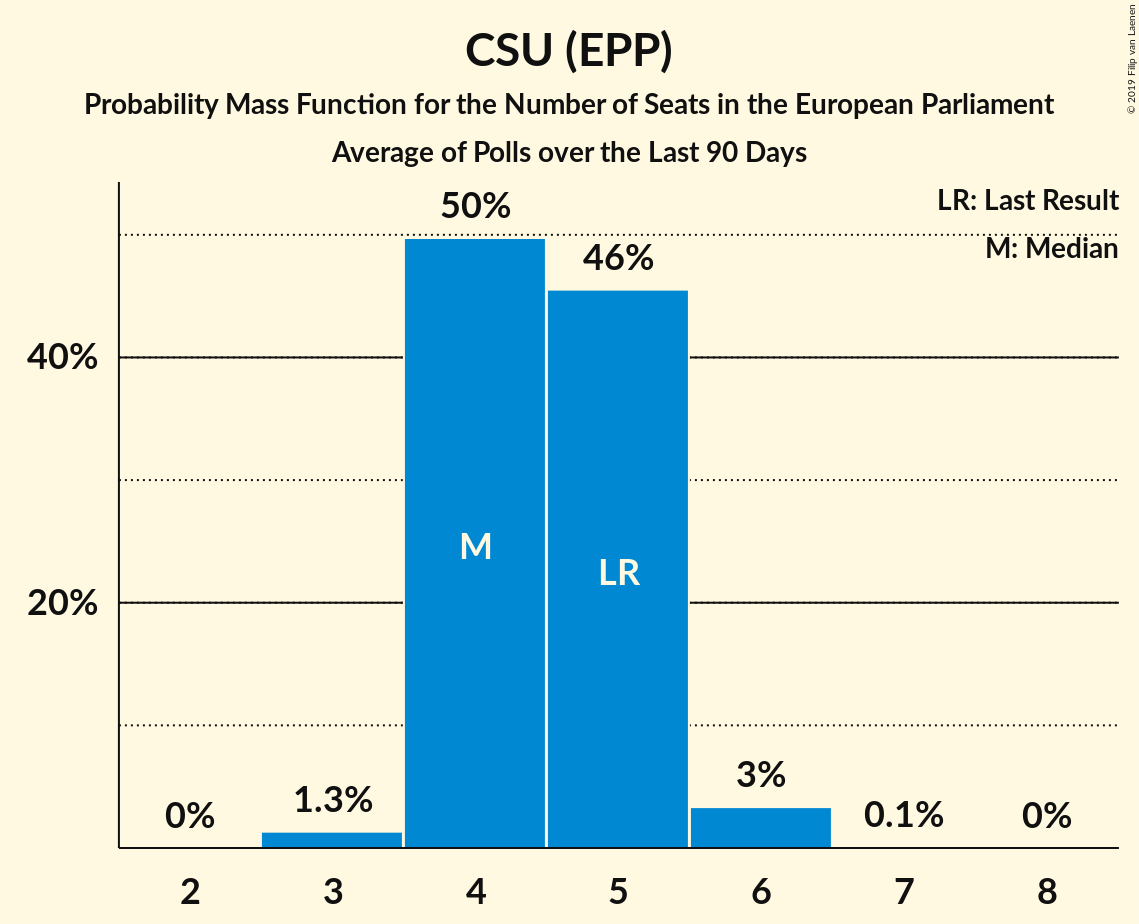 CSU (EPP)
Probability Mass Function for the Number of Seats in the European Parliament
Average of Polls over the Last 90 Days
© 2019 Filip van Laenen
LR: Last Result
M: Median
50%
46%
40%
M
LR
20%
0%
1.3%
3%
0.1%
0%
2 3 4 5 6 7 8